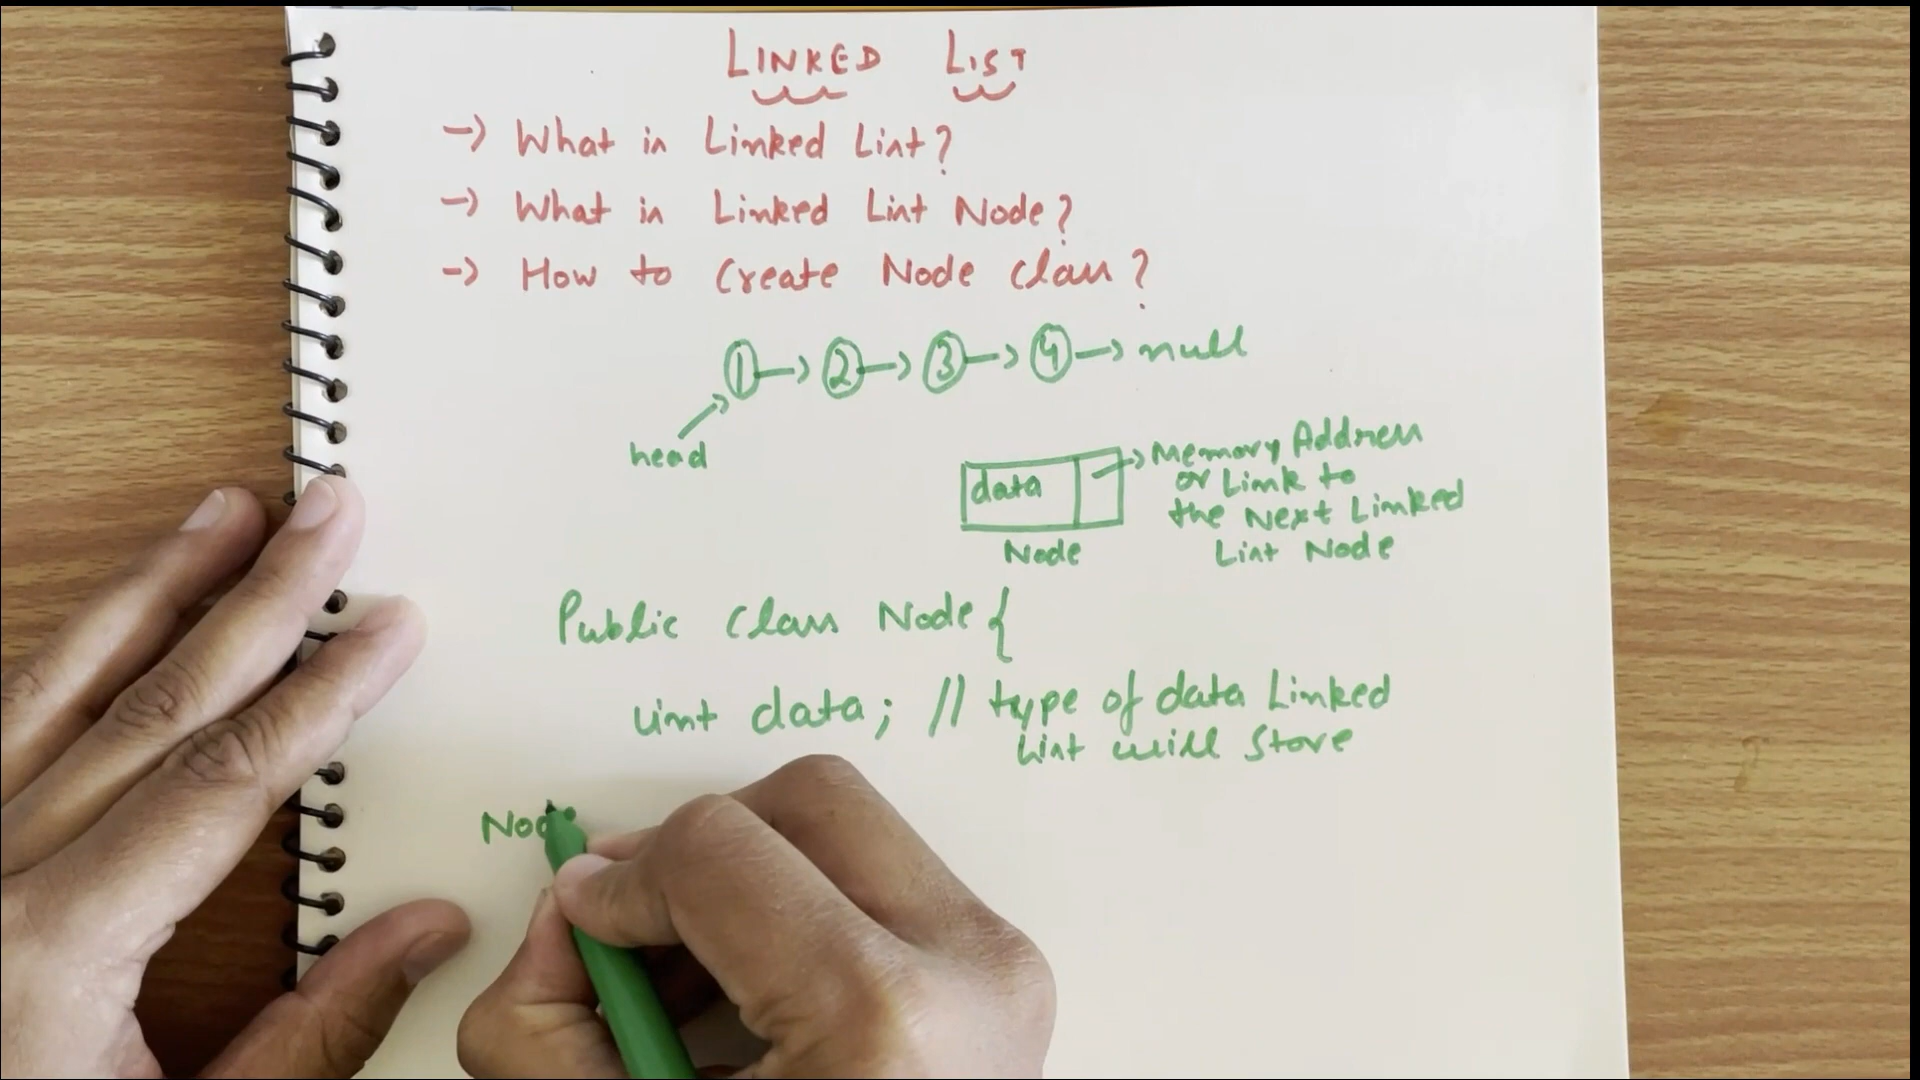 LINKED LIST
-> What is Linked List?
-> What is Linked List Node?
-> How to Create Node Class?
1 -> 2 -> 3 -> 4 -> null
head
data
Memory Address
or Link to
the Next Linked
List Node
Node
Public Class Node {
int data; // type of data Linked
List will Store